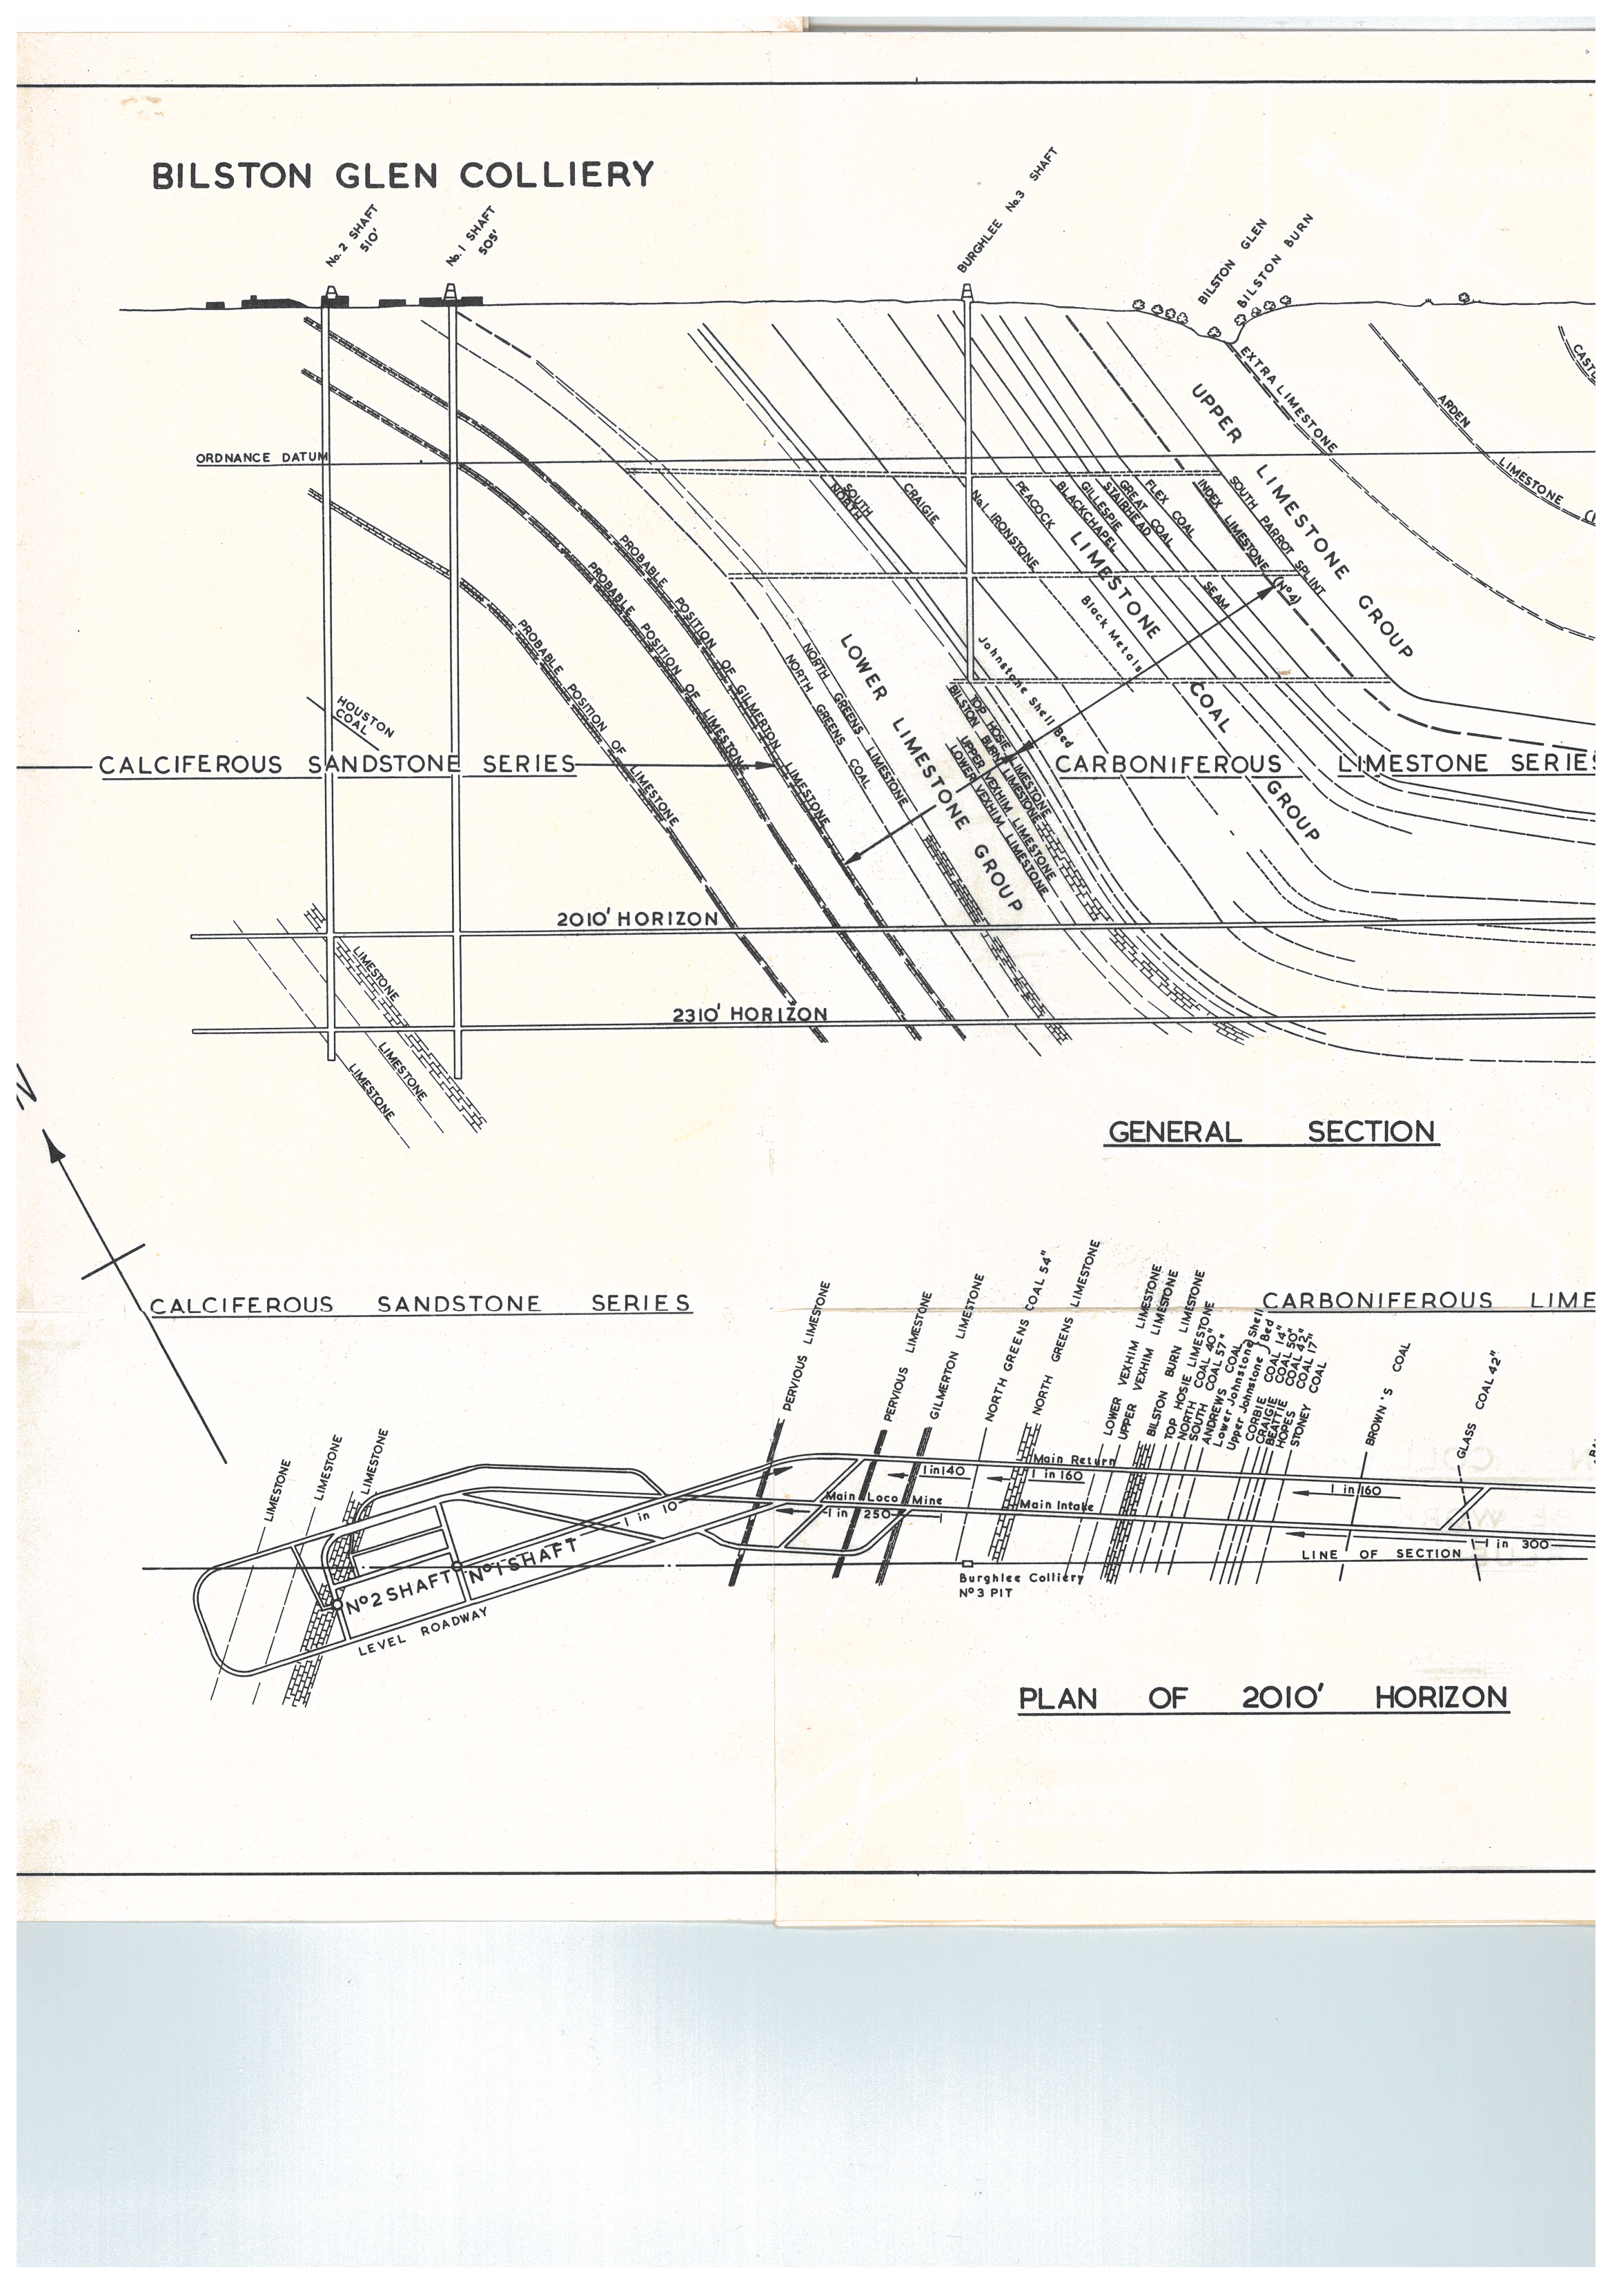 BILSTON GLEN COLLIERY
No. 2 SHAFT
510'
No. 1 SHAFT
505'
BURGHLEE No. 3 SHAFT
BILSTON GLEN
BILSTON BURN
EXTRA LIMESTONE
ARDEN
LIMESTONE
UPPER LIMESTONE GROUP
ORDNANCE DATUM
SOUTH
NORTH
CRAIGIE
No. 1 IRONSTONE
PEACOCK
BLACKCHAPEL
GILLESPIE
STAIRHEAD
GREAT COAL
FLEX COAL
SEAM
INDEX LIMESTONE (Nº4)
SOUTH PARROT SPLINT
LIMESTONE COAL GROUP
Black Metals
Johnstone Shell Bed
PROBABLE POSITION OF GILMERTON LIMESTONE
PROBABLE POSITION OF LIMESTONE
PROBABLE POSITION OF LIMESTONE
NORTH GREENS LIMESTONE
NORTH GREENS COAL
LOWER LIMESTONE GROUP
TOP HOSIE LIMESTONE
BILSTON BURN LIMESTONE
UPPER VEXHIM LIMESTONE
LOWER VEXHIM LIMESTONE
HOUSTON
COAL
CALCIFEROUS SANDSTONE SERIES
CARBONIFEROUS LIMESTONE SERIES
2010' HORIZON
LIMESTONE
2310' HORIZON
LIMESTONE
LIMESTONE
N
GENERAL SECTION
CALCIFEROUS SANDSTONE SERIES
CARBONIFEROUS LIME
LIMESTONE
LIMESTONE
LIMESTONE
PERVIOUS LIMESTONE
PERVIOUS LIMESTONE
GILMERTON LIMESTONE
NORTH GREENS COAL 54"
NORTH GREENS LIMESTONE
LOWER VEXHIM LIMESTONE
UPPER VEXHIM LIMESTONE
BILSTON BURN LIMESTONE
TOP HOSIE LIMESTONE
NORTH COAL 40"
SOUTH COAL 57"
ANDREWS COAL
Lower Johnstone Shell
Upper Johnstone Bed
CORBIE COAL 14"
CRAIGIE COAL 50"
BEATTIE COAL 42"
HOPES COAL 17"
STONEY COAL
BROWN'S COAL
GLASS COAL 42"
Main Return
1 in 140
1 in 160
1 in 160
Main Loco Mine
Main Intake
1 in 250
1 in 10
1 in 300
LINE OF SECTION
Nº1 SHAFT
Nº2 SHAFT
Burghlee Colliery
Nº 3 PIT
LEVEL ROADWAY
PLAN OF 2010' HORIZON